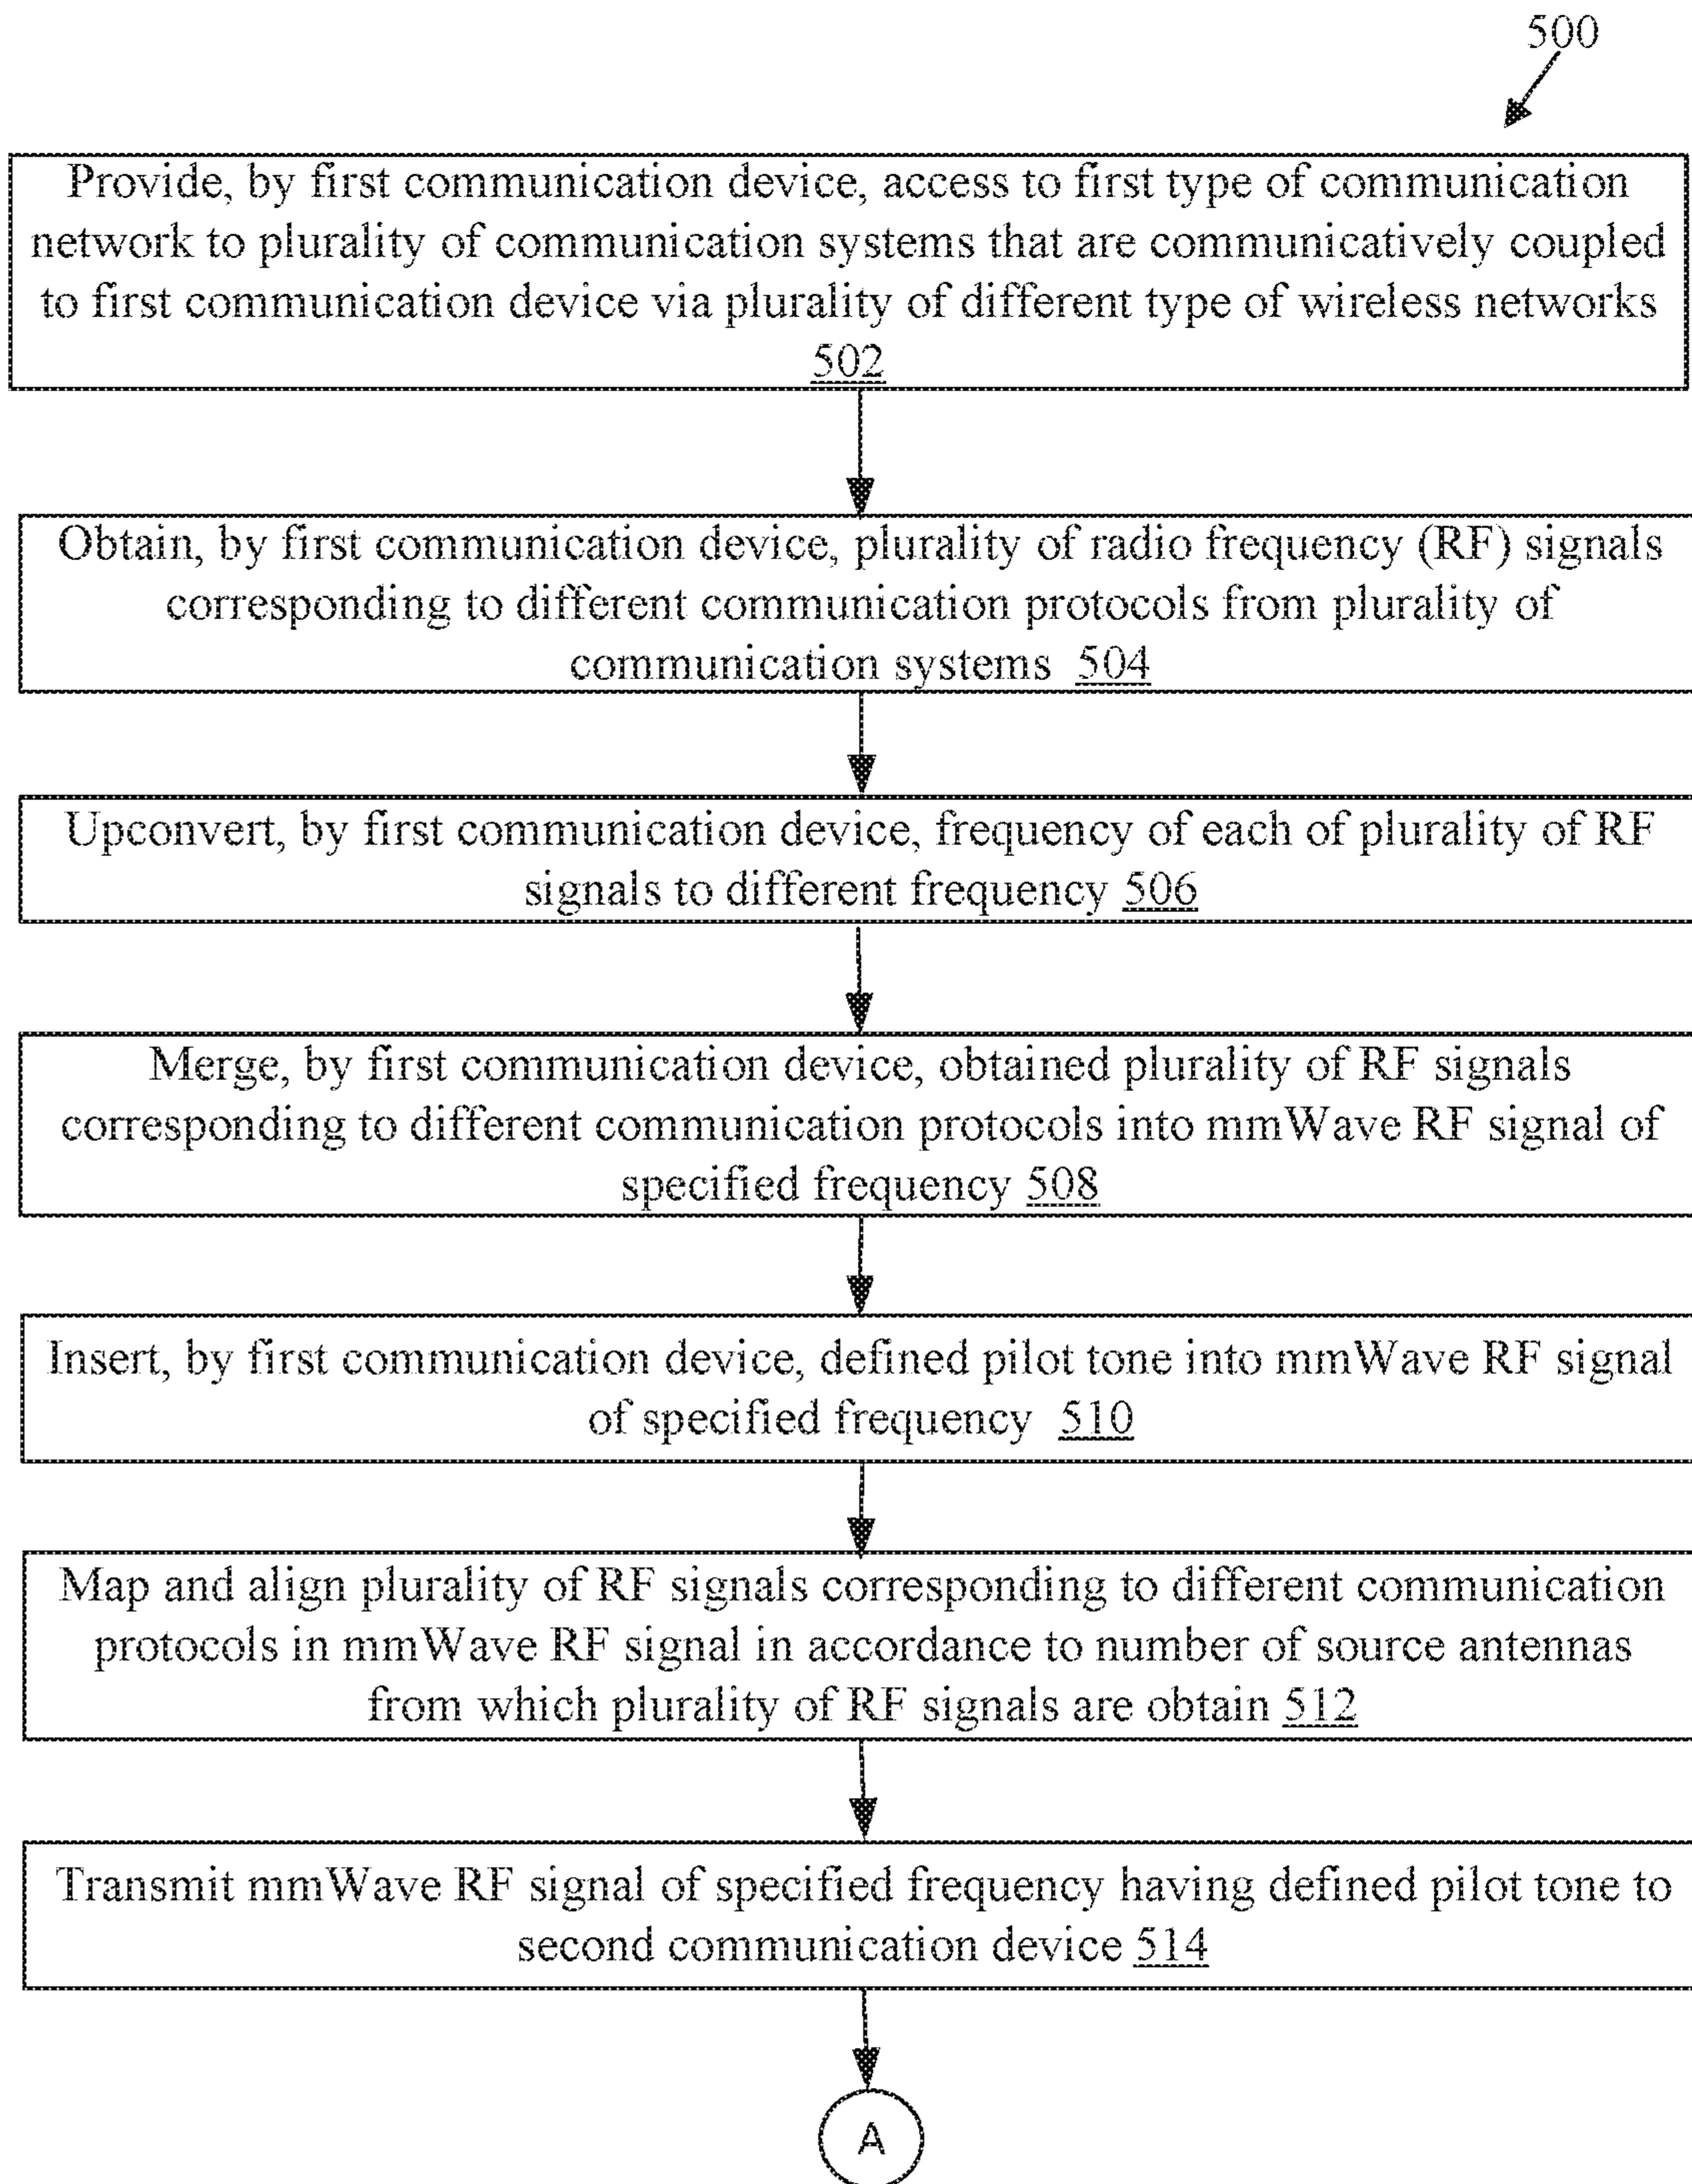 500
Provide, by first communication device, access to first type of communication
network to plurality of communication systems that are communicatively coupled
to first communication device via plurality of different type of wireless networks
502
Obtain, by first communication device, plurality of radio frequency (RF) signals
corresponding to different communication protocols from plurality of
communication systems 504
Upconvert, by first communication device, frequency of each of plurality of RF
signals to different frequency 506
Merge, by first communication device, obtained plurality of RF signals
corresponding to different communication protocols into mmWave RF signal of
specified frequency 508
Insert, by first communication device, defined pilot tone into mmWave RF signal
of specified frequency 510
Map and align plurality of RF signals corresponding to different communication
protocols in mmWave RF signal in accordance to number of source antennas
from which plurality of RF signals are obtain 512
Transmit mmWave RF signal of specified frequency having defined pilot tone to
second communication device 514
A